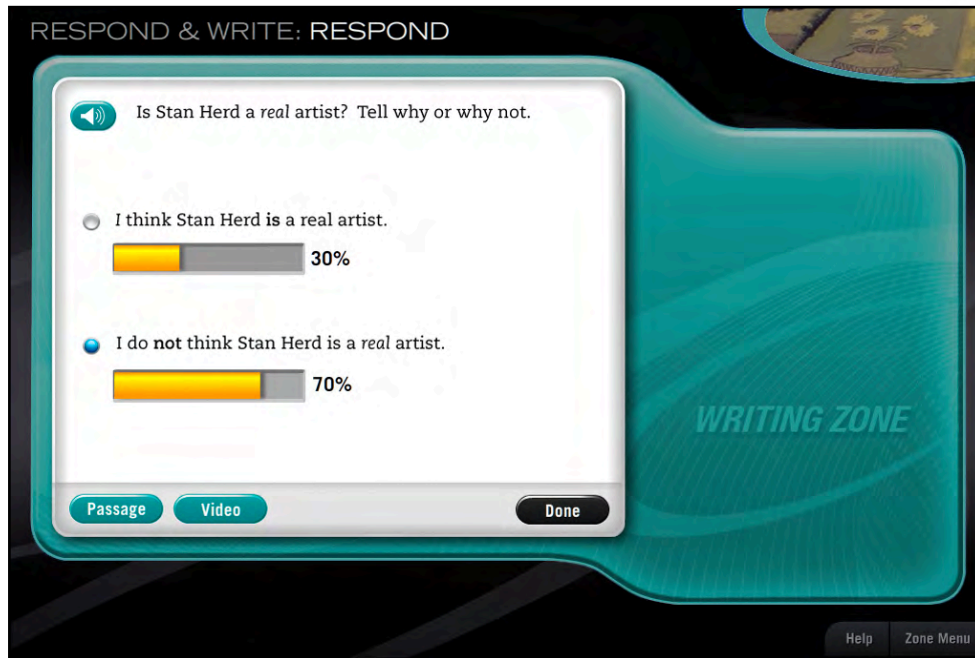 RESPOND & WRITE: RESPOND
Is Stan Herd a real artist? Tell why or why not.
I think Stan Herd is a real artist.
30%
I do not think Stan Herd is a real artist.
70%
WRITING ZONE
Passage
Video
Done
Help
Zone Menu